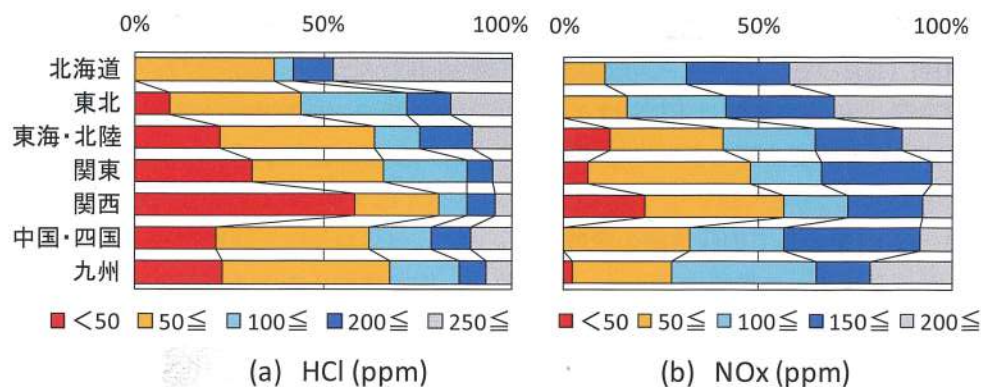 0% 50% 100% 0% 50% 100%
北海道
東北
東海・北陸
関東
関西
中国・四国
九州
＜50 50≦ 100≦ 200≦ 250≦ ＜50 50≦ 100≦ 150≦ 200≦
(a) HCl (ppm) (b) NOx (ppm)